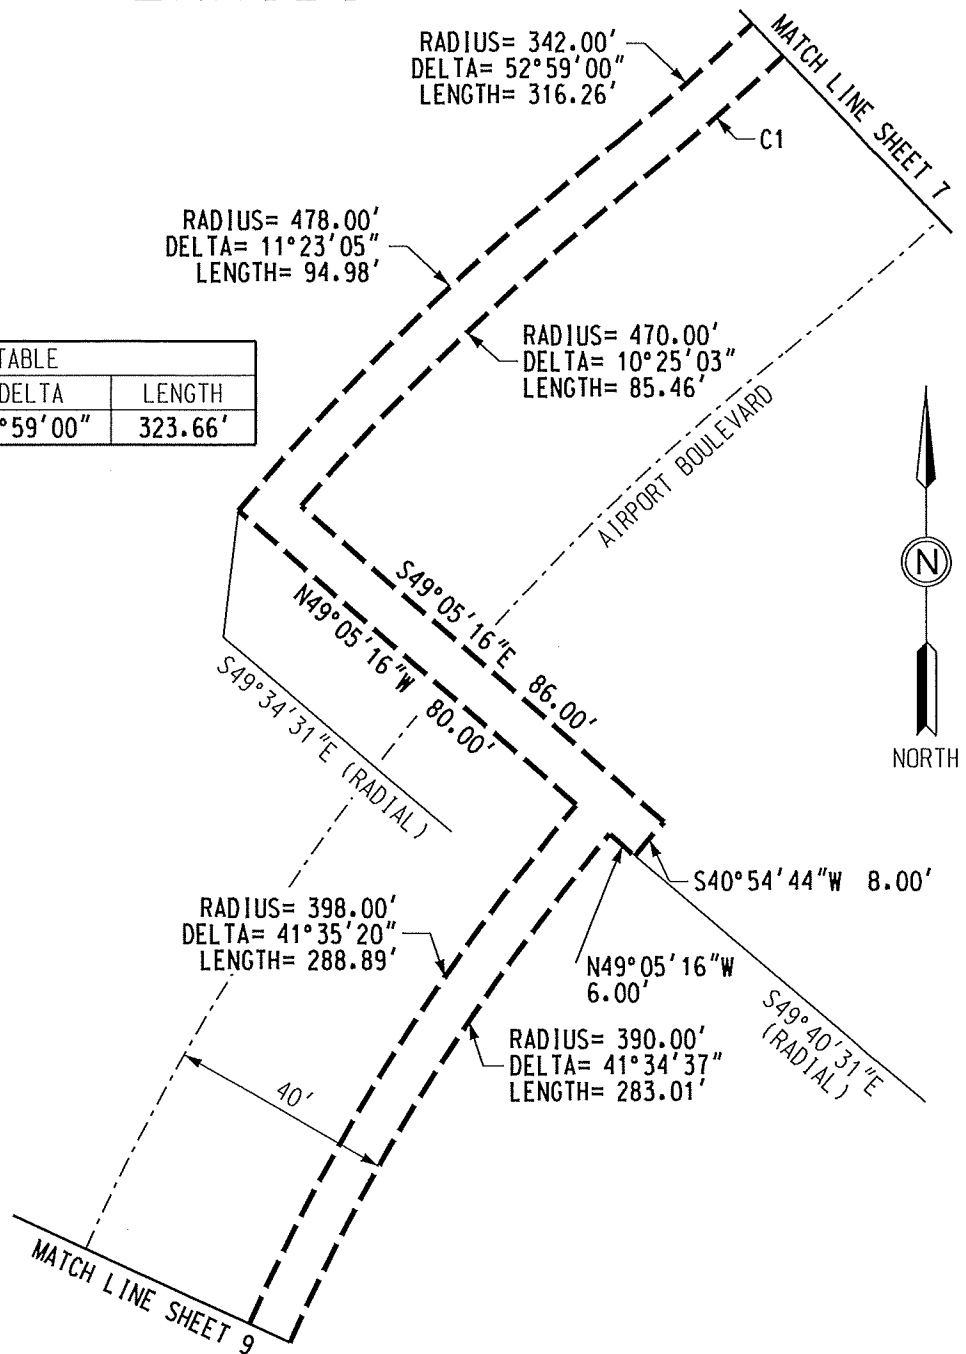 RADIUS= 342.00'
DELTA= 52°59'00"
LENGTH= 316.26'
MATCH LINE SHEET 7
C1
RADIUS= 478.00'
DELTA= 11°23'05"
LENGTH= 94.98'
RADIUS= 470.00'
DELTA= 10°25'03"
LENGTH= 85.46'
TABLE
DELTA LENGTH
°59'00" 323.66'
AIRPORT BOULEVARD
N
NORTH
S49°05'16"E 86.00'
N49°05'16"W 80.00'
S49°34'31"E (RADIAL)
S40°54'44"W 8.00'
RADIUS= 398.00'
DELTA= 41°35'20"
LENGTH= 288.89'
N49°05'16"W
6.00'
S49°40'31"E
(RADIAL)
RADIUS= 390.00'
DELTA= 41°34'37"
LENGTH= 283.01'
40'
MATCH LINE SHEET 9